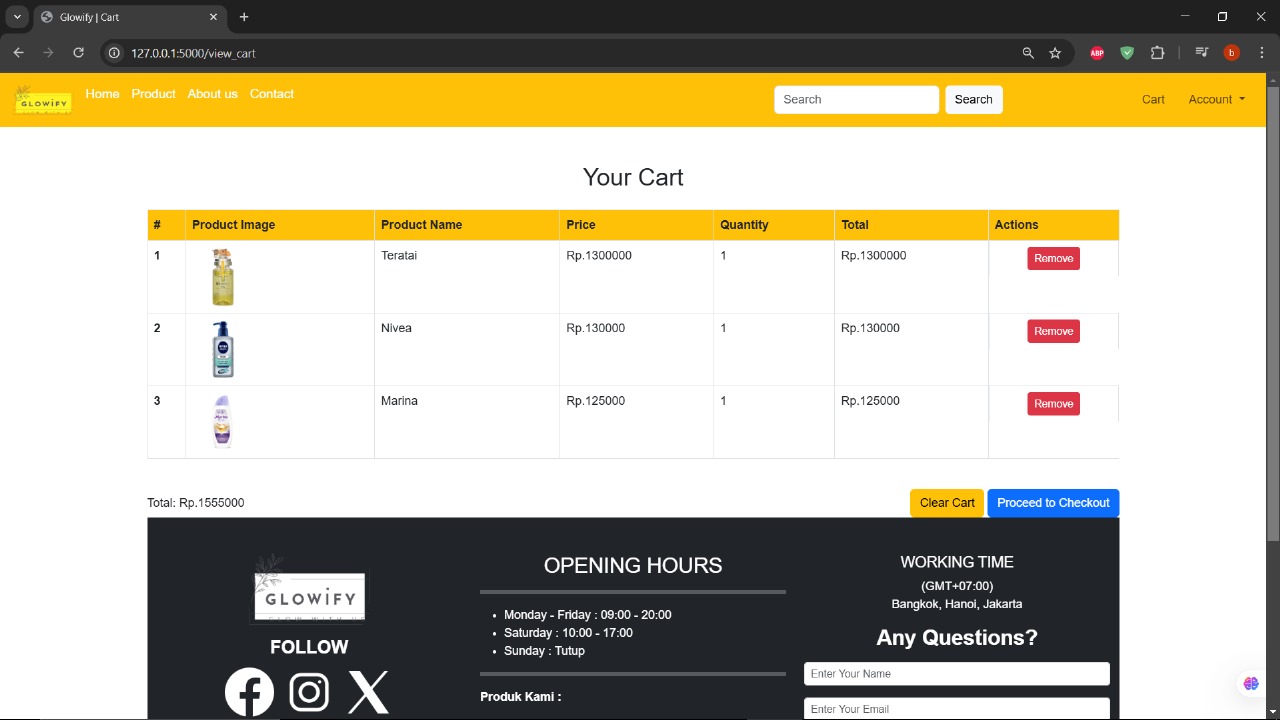 Glowify | Cart
127.0.0.1:5000/view_cart
ABP
b
GLOWIFY
Home Product About us Contact
Search
Search
Cart Account
Your Cart
# Product Image Product Name Price Quantity Total Actions
1 Teratai Rp.1300000 1 Rp.1300000 Remove
2 Nivea Rp.130000 1 Rp.130000 Remove
3 Marina Rp.125000 1 Rp.125000 Remove
Total: Rp.1555000
Clear Cart Proceed to Checkout
GLOWIFY
FOLLOW
OPENING HOURS
Monday - Friday : 09:00 - 20:00
Saturday : 10:00 - 17:00
Sunday : Tutup
Produk Kami :
WORKING TIME
(GMT+07:00)
Bangkok, Hanoi, Jakarta
Any Questions?
Enter Your Name
Enter Your Email